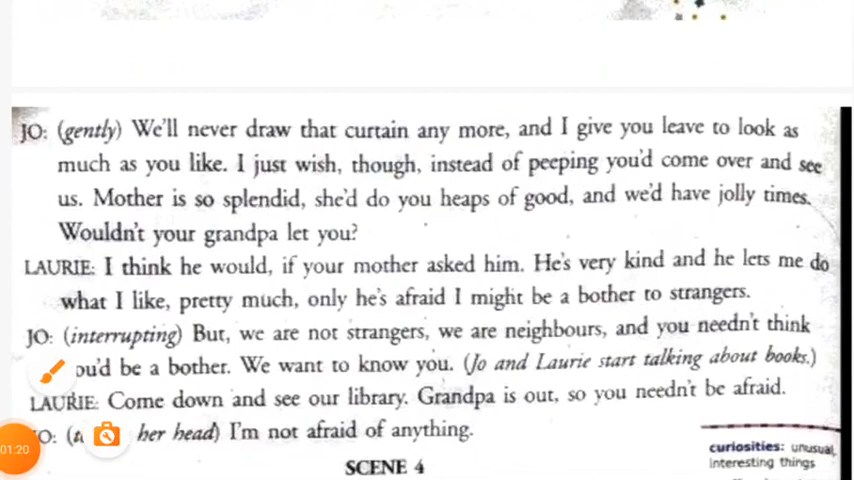 JO: (gently) We'll never draw that curtain any more, and I give you leave to look as
much as you like. I just wish, though, instead of peeping you'd come over and see
us. Mother is so splendid, she'd do you heaps of good, and we'd have jolly times.
Wouldn't your grandpa let you?
LAURIE: I think he would, if your mother asked him. He's very kind and he lets me do
what I like, pretty much, only he's afraid I might be a bother to strangers.
JO: (interrupting) But, we are not strangers, we are neighbours, and you needn't think
ou'd be a bother. We want to know you. (Jo and Laurie start talking about books.)
LAURIE: Come down and see our library. Grandpa is out, so you needn't be afraid.
O: ( her head) I'm not afraid of anything.
01:20
curiosities: unusual,
interesting things
SCENE 4